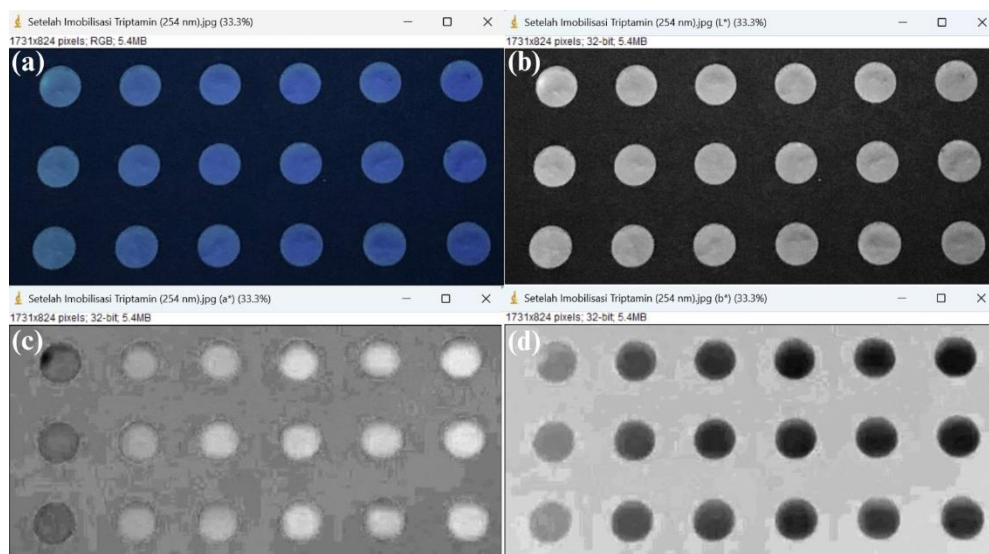 Setelah Imobilisasi Triptamin (254 nm).jpg (33.3%)
1731x824 pixels; RGB; 5.4MB
(a)
Setelah Imobilisasi Triptamin (254 nm).jpg (L*) (33.3%)
1731x824 pixels; 32-bit; 5.4MB
(b)
Setelah Imobilisasi Triptamin (254 nm).jpg (a*) (33.3%)
1731x824 pixels; 32-bit; 5.4MB
(c)
Setelah Imobilisasi Triptamin (254 nm).jpg (b*) (33.3%)
1731x824 pixels; 32-bit; 5.4MB
(d)